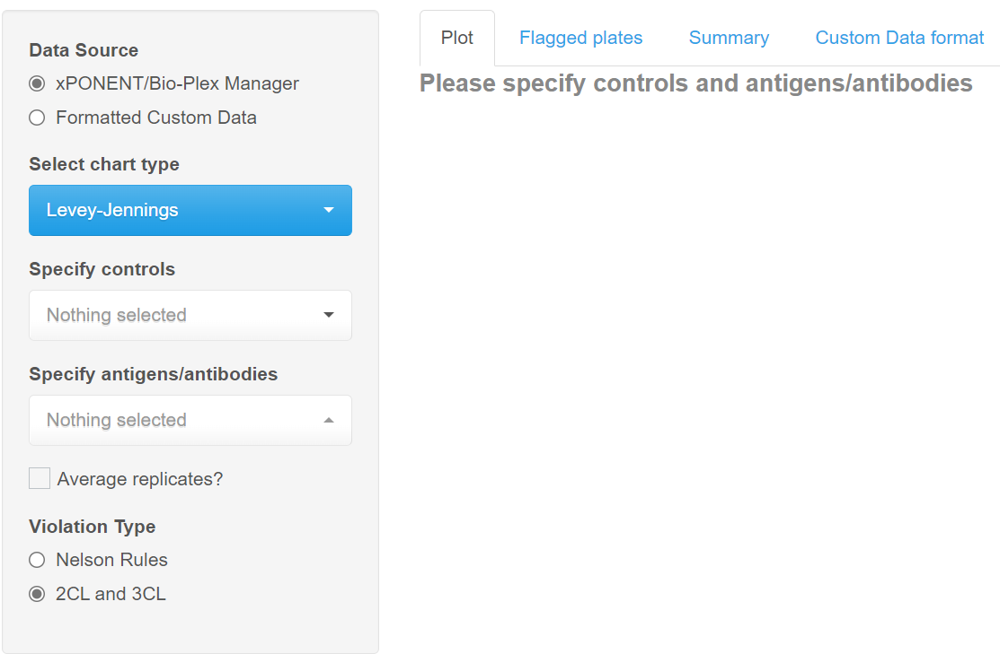 Data Source
xPONENT/Bio-Plex Manager
Formatted Custom Data
Select chart type
Levey-Jennings
Specify controls
Nothing selected
Specify antigens/antibodies
Nothing selected
Average replicates?
Violation Type
Nelson Rules
2CL and 3CL
Plot Flagged plates Summary Custom Data format
Please specify controls and antigens/antibodies